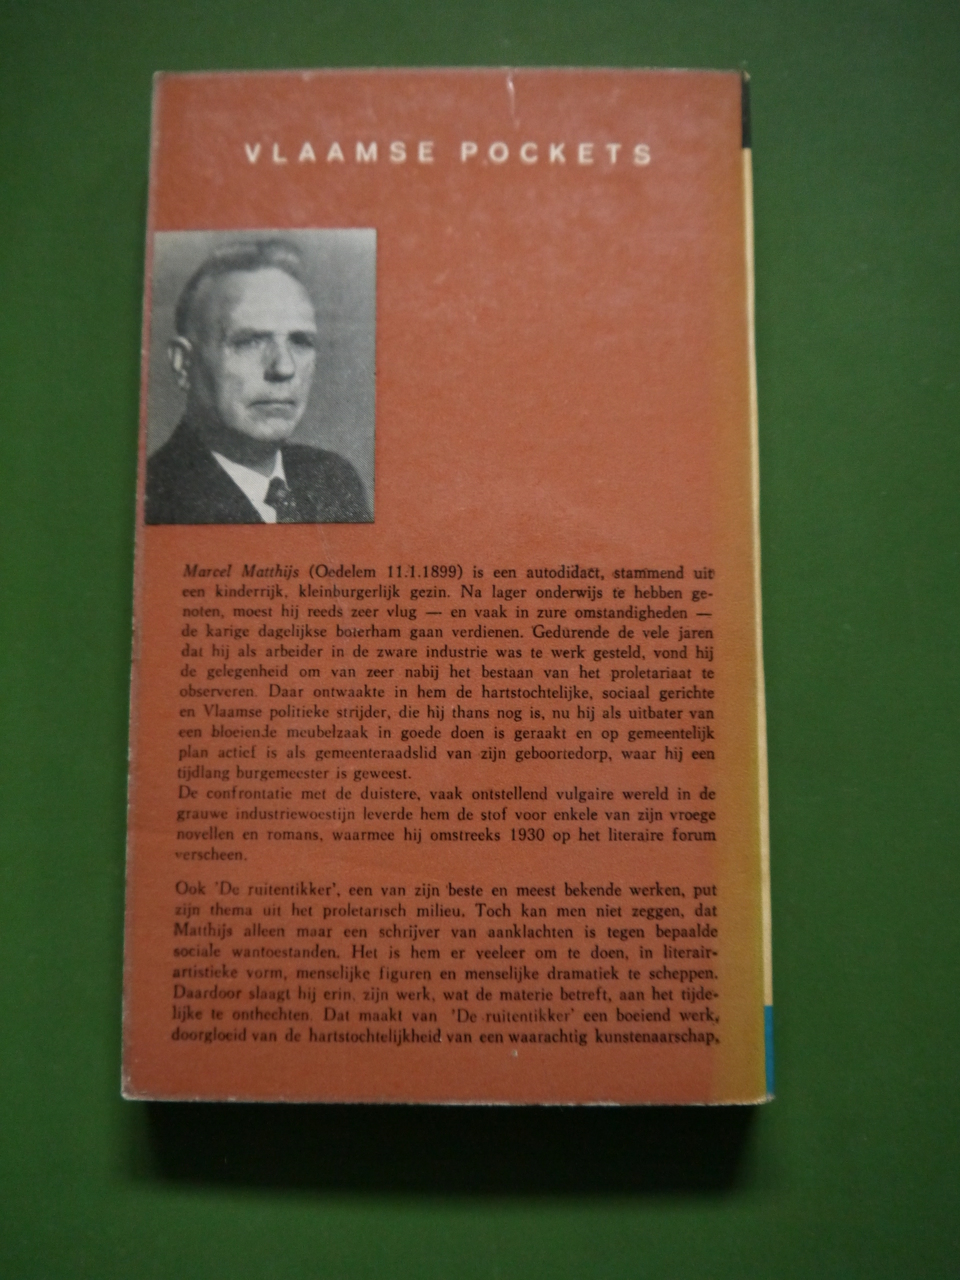 VLAAMSE POCKETS
Marcel Matthijs (Oedelem 11.1.1899) is een autodidact, stammend uit
een kinderrijk, kleinburgerlijk gezin. Na lager onderwijs te hebben ge-
noten, moest hij reeds zeer vlug — en vaak in zure omstandigheden —
de karige dagelijkse boterham gaan verdienen. Gedurende de vele jaren
dat hij als arbeider in de zware industrie was te werk gesteld, vond hij
de gelegenheid om van zeer nabij het bestaan van het proletariaat te
observeren. Daar ontwaakte in hem de hartstochtelijke, sociaal gerichte
en Vlaamse politieke strijder, die hij thans nog is, nu hij als uitbater van
een bloeiende meubelzaak in goede doen is geraakt en op gemeentelijk
plan actief is als gemeenteraadslid van zijn geboortedorp, waar hij een
tijdlang burgemeester is geweest.
De confrontatie met de duistere, vaak ontstellend vulgaire wereld in de
grauwe industriewoestijn leverde hem de stof voor enkele van zijn vroege
novellen en romans, waarmee hij omstreeks 1930 op het literaire forum
verscheen.
Ook 'De ruitentikker', een van zijn beste en meest bekende werken, put
zijn thema uit het proletarisch milieu. Toch kan men niet zeggen, dat
Matthijs alleen maar een schrijver van aanklachten is tegen bepaalde
sociale wantoestanden. Het is hem er veeleer om te doen, in literair-
artistieke vorm, menselijke figuren en menselijke dramatiek te scheppen.
Daardoor slaagt hij erin, zijn werk, wat de materie betreft, aan het tijde-
lijke te onthechten. Dat maakt van 'De ruitentikker' een boeiend werk,
doorgloeid van de hartstochtelijkheid van een waarachtig kunstenaarschap.